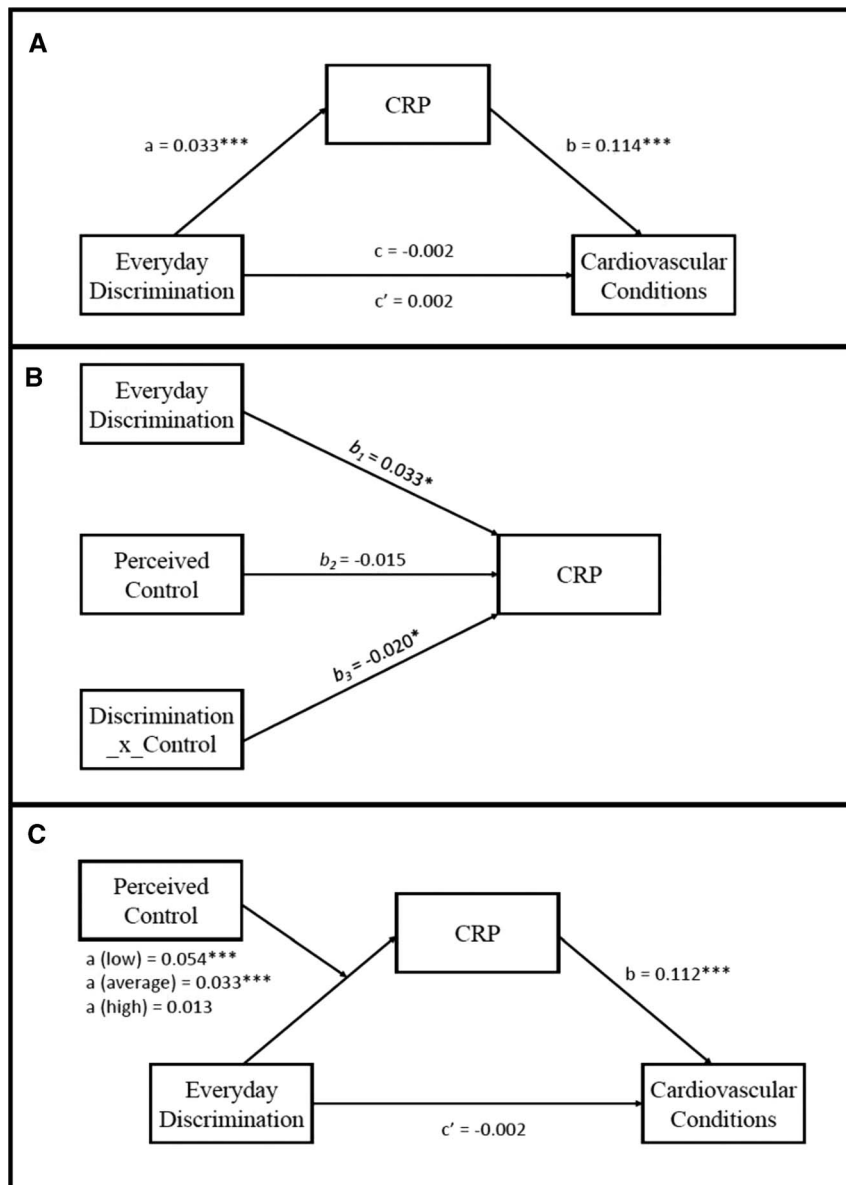 A
CRP
a = 0.033***
b = 0.114***
Everyday
Discrimination
c = -0.002
c’ = 0.002
Cardiovascular
Conditions
B
Everyday
Discrimination
b₁ = 0.033*
Perceived
Control
b₂ = -0.015
CRP
b₃ = -0.020*
Discrimination
_x_Control
C
Perceived
Control
CRP
a (low) = 0.054***
a (average) = 0.033***
a (high) = 0.013
b = 0.112***
Everyday
Discrimination
c’ = -0.002
Cardiovascular
Conditions